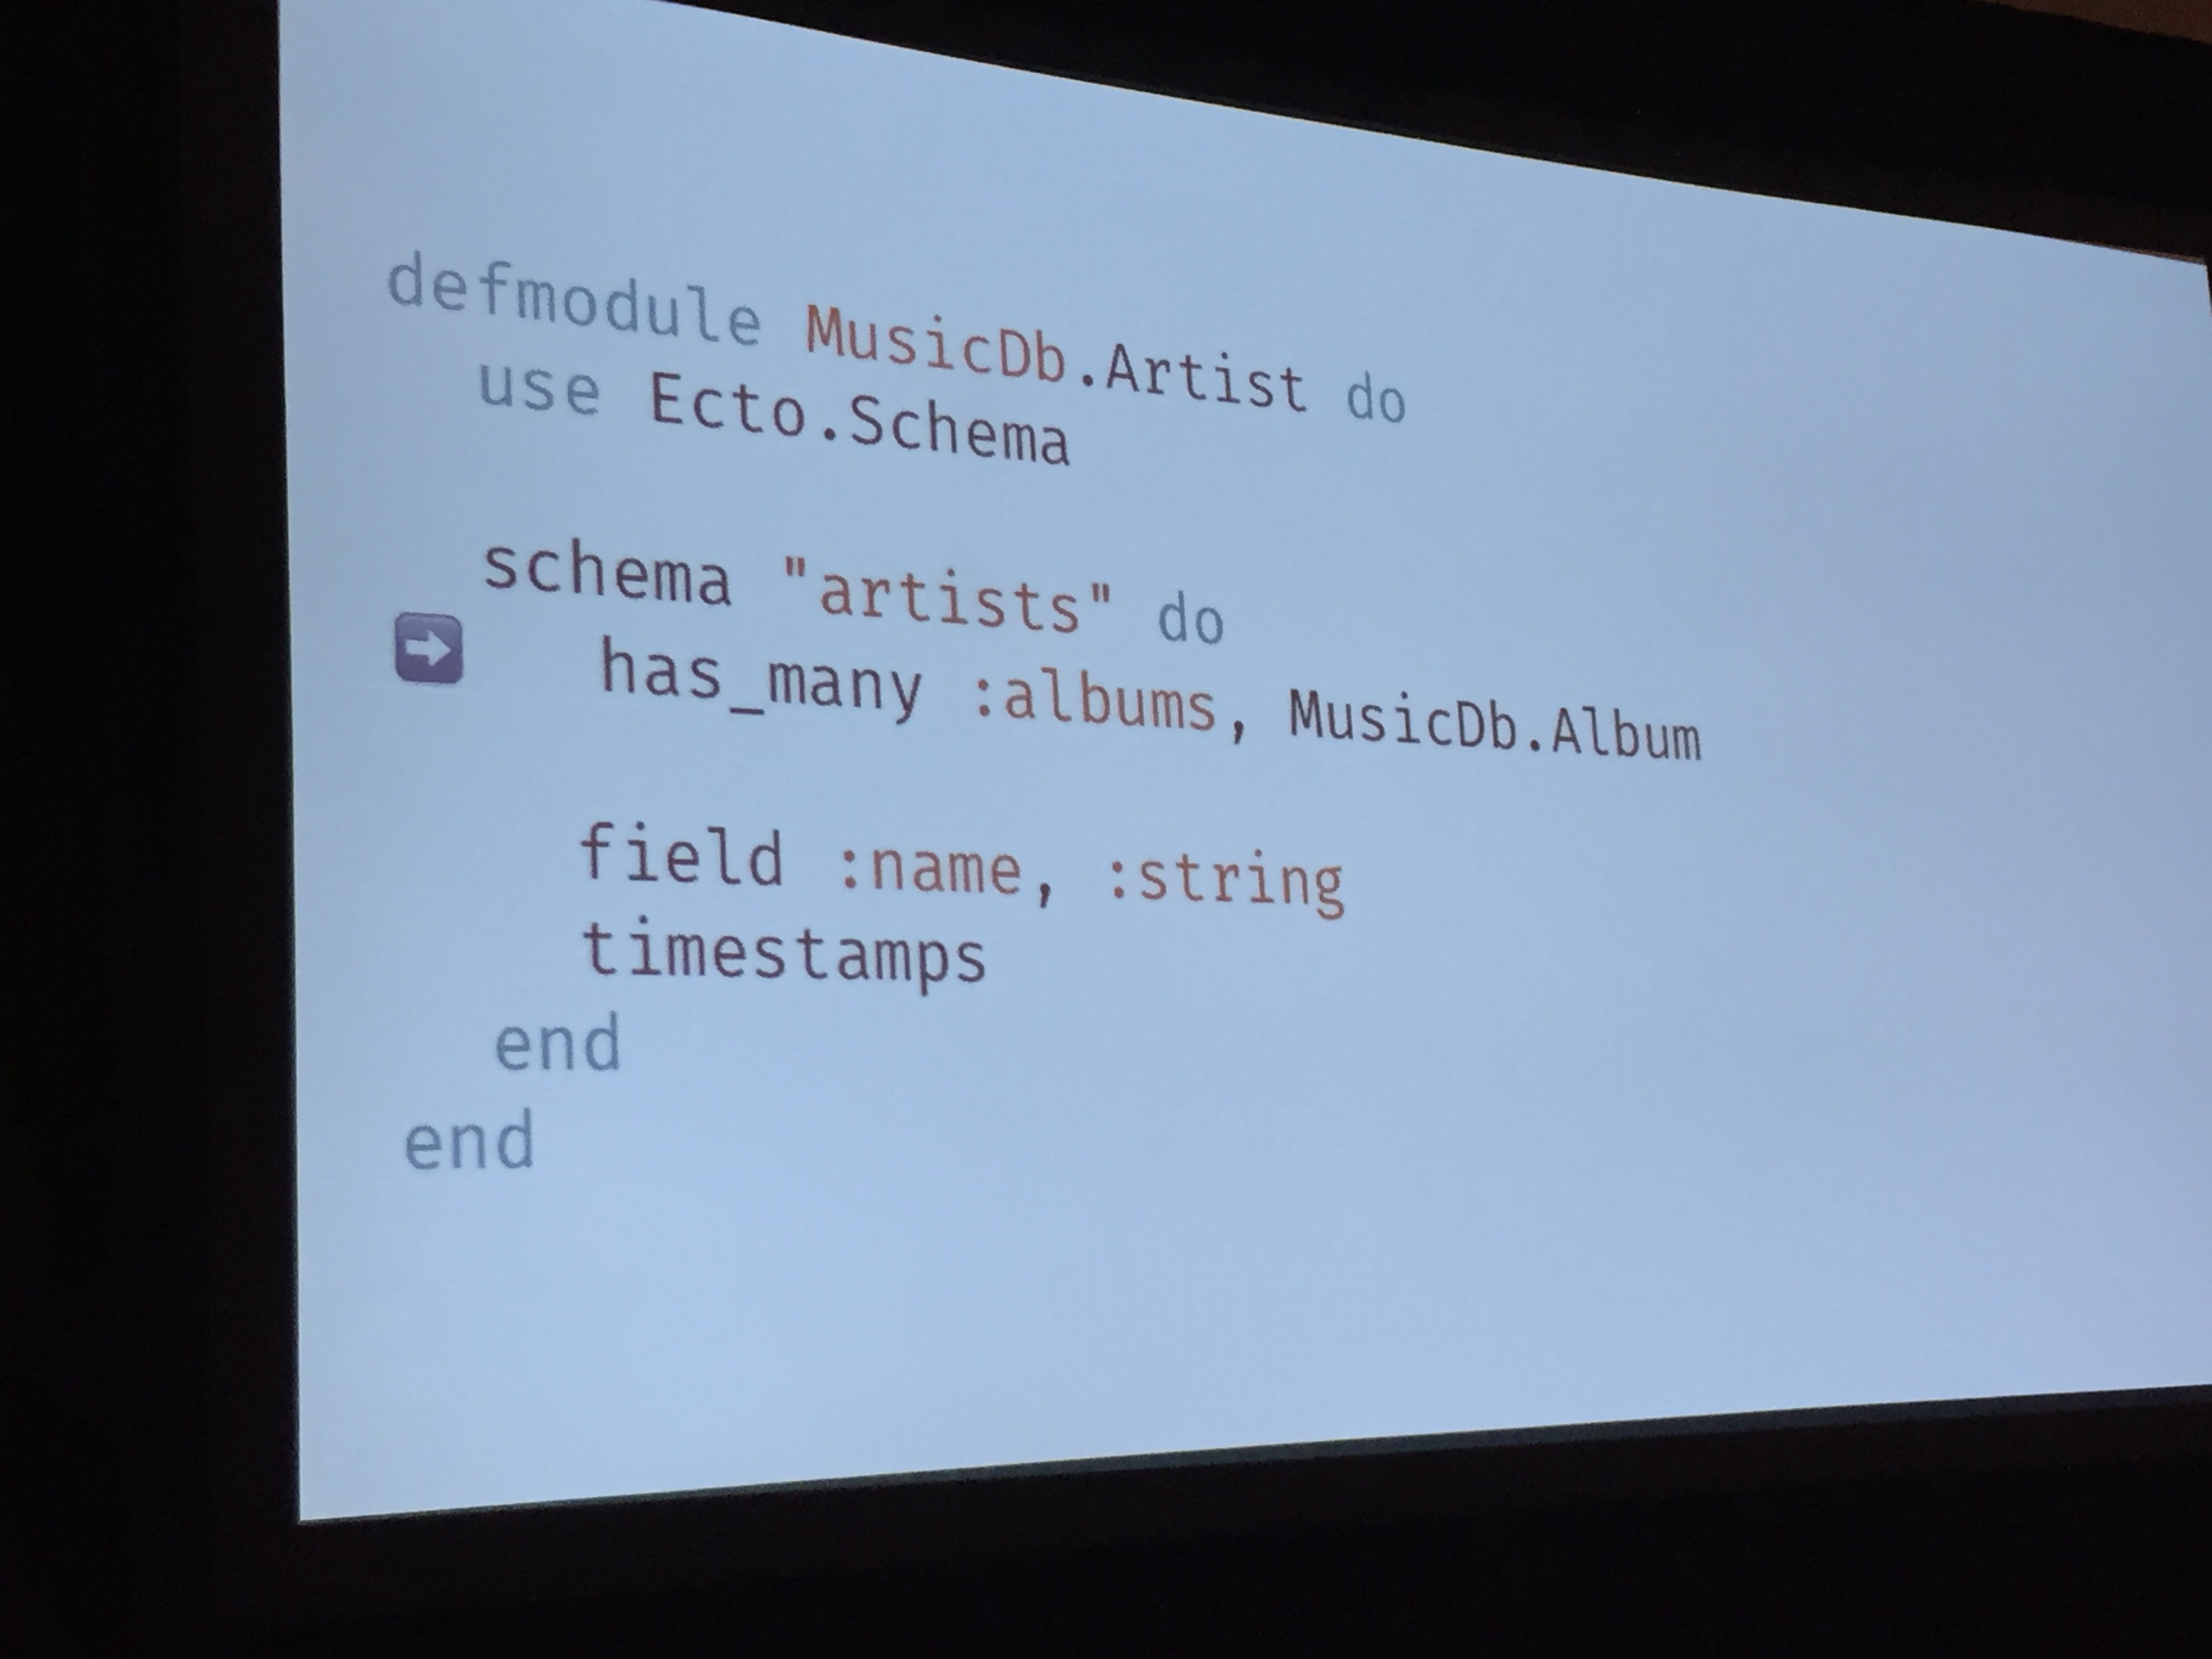 defmodule MusicDb.Artist do
use Ecto.Schema
schema "artists" do
has_many :albums, MusicDb.Album
field :name, :string
timestamps
end
end